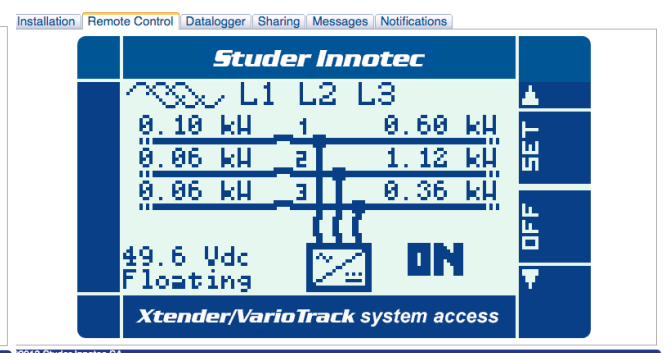 Installation Remote Control Datalogger Sharing Messages Notifications
Studer Innotec
L1 L2 L3
0.10 kW 1 0.60 kW
0.06 kW 2 1.12 kW
0.06 kW 3 0.36 kW
SET
OFF
49.6 Vdc
ON
Floating
Xtender/VarioTrack system access